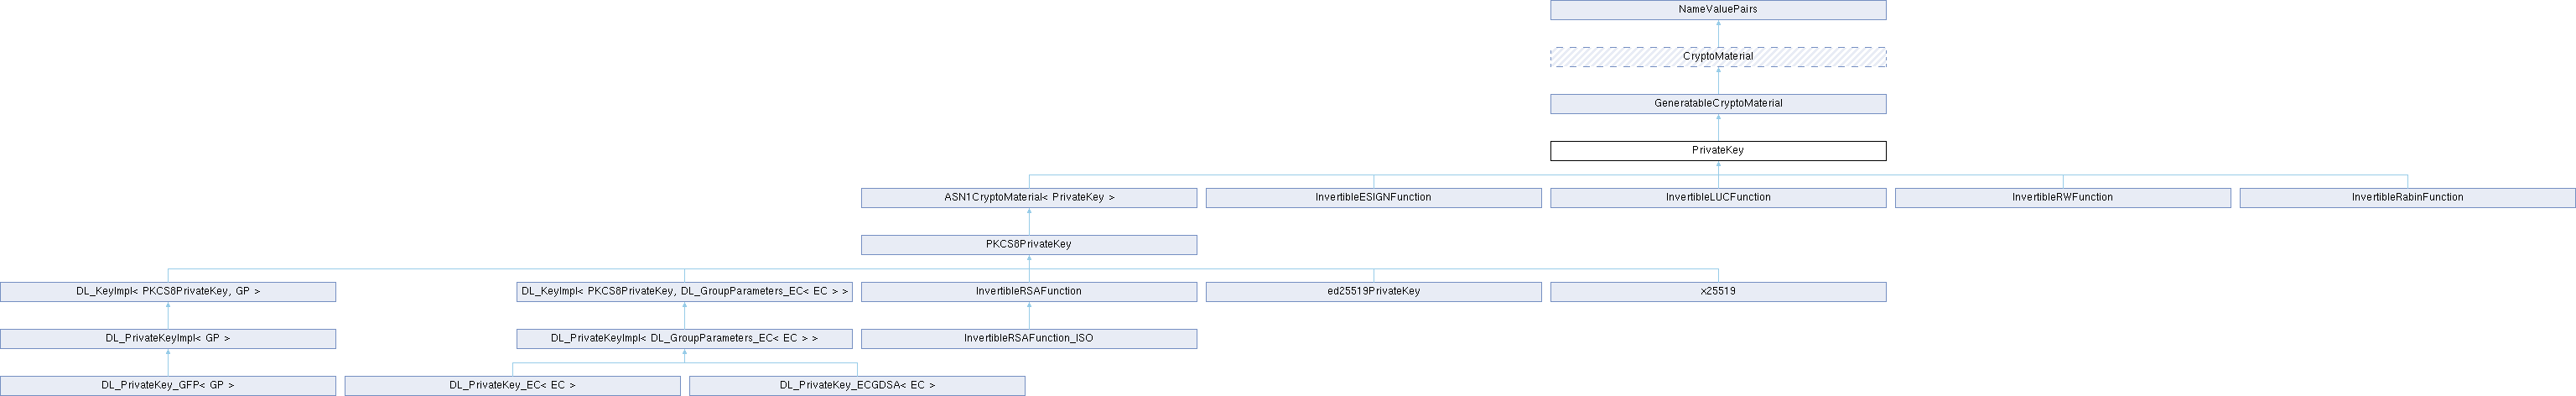 NameValuePairs
CryptoMaterial
GeneratableCryptoMaterial
PrivateKey
ASN1CryptoMaterial< PrivateKey >
InvertibleESIGNFunction
InvertibleLUCFunction
InvertibleRWFunction
InvertibleRabinFunction
PKCS8PrivateKey
DL_KeyImpl< PKCS8PrivateKey, GP >
DL_KeyImpl< PKCS8PrivateKey, DL_GroupParameters_EC< EC > >
InvertibleRSAFunction
ed25519PrivateKey
x25519
DL_PrivateKeyImpl< GP >
DL_PrivateKeyImpl< DL_GroupParameters_EC< EC > >
InvertibleRSAFunction_ISO
DL_PrivateKey_GFP< GP >
DL_PrivateKey_EC< EC >
DL_PrivateKey_ECGDSA< EC >